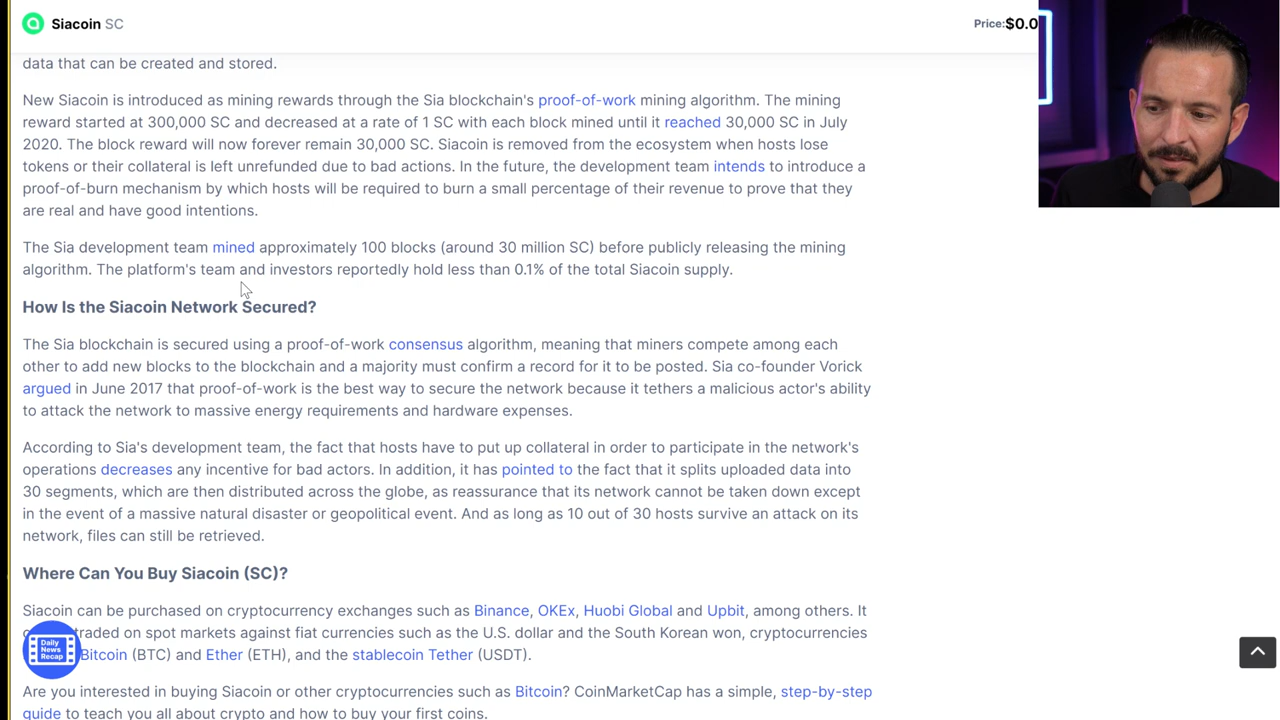 Siacoin SC
Price:$0.0
data that can be created and stored.
New Siacoin is introduced as mining rewards through the Sia blockchain's proof-of-work mining algorithm. The mining
reward started at 300,000 SC and decreased at a rate of 1 SC with each block mined until it reached 30,000 SC in July
2020. The block reward will now forever remain 30,000 SC. Siacoin is removed from the ecosystem when hosts lose
tokens or their collateral is left unrefunded due to bad actions. In the future, the development team intends to introduce a
proof-of-burn mechanism by which hosts will be required to burn a small percentage of their revenue to prove that they
are real and have good intentions.
The Sia development team mined approximately 100 blocks (around 30 million SC) before publicly releasing the mining
algorithm. The platform's team and investors reportedly hold less than 0.1% of the total Siacoin supply.
How Is the Siacoin Network Secured?
The Sia blockchain is secured using a proof-of-work consensus algorithm, meaning that miners compete among each
other to add new blocks to the blockchain and a majority must confirm a record for it to be posted. Sia co-founder Vorick
argued in June 2017 that proof-of-work is the best way to secure the network because it tethers a malicious actor's ability
to attack the network to massive energy requirements and hardware expenses.
According to Sia's development team, the fact that hosts have to put up collateral in order to participate in the network's
operations decreases any incentive for bad actors. In addition, it has pointed to the fact that it splits uploaded data into
30 segments, which are then distributed across the globe, as reassurance that its network cannot be taken down except
in the event of a massive natural disaster or geopolitical event. And as long as 10 out of 30 hosts survive an attack on its
network, files can still be retrieved.
Where Can You Buy Siacoin (SC)?
Siacoin can be purchased on cryptocurrency exchanges such as Binance, OKEx, Huobi Global and Upbit, among others. It
traded on spot markets against fiat currencies such as the U.S. dollar and the South Korean won, cryptocurrencies
Bitcoin (BTC) and Ether (ETH), and the stablecoin Tether (USDT).
Daily
News
Recap
Are you interested in buying Siacoin or other cryptocurrencies such as Bitcoin? CoinMarketCap has a simple, step-by-step
guide to teach you all about crypto and how to buy your first coins.